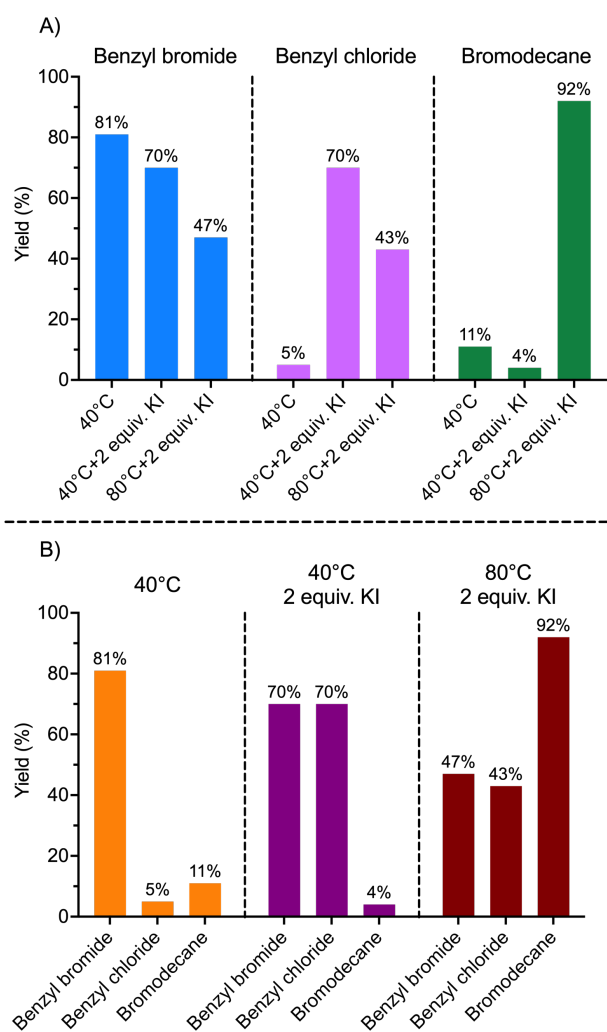 A)
Benzyl bromide
Benzyl chloride
Bromodecane
Yield (%)
100
80
60
40
20
0
81%
70%
47%
5%
70%
43%
11%
4%
92%
40°C
40°C+2 equiv. KI
80°C+2 equiv. KI
40°C
40°C+2 equiv. KI
80°C+2 equiv. KI
40°C
40°C+2 equiv. KI
80°C+2 equiv. KI
B)
40°C
40°C
2 equiv. KI
80°C
2 equiv. KI
Yield (%)
100
80
60
40
20
0
81%
5%
11%
70%
70%
4%
47%
43%
92%
Benzyl bromide
Benzyl chloride
Bromodecane
Benzyl bromide
Benzyl chloride
Bromodecane
Benzyl bromide
Benzyl chloride
Bromodecane